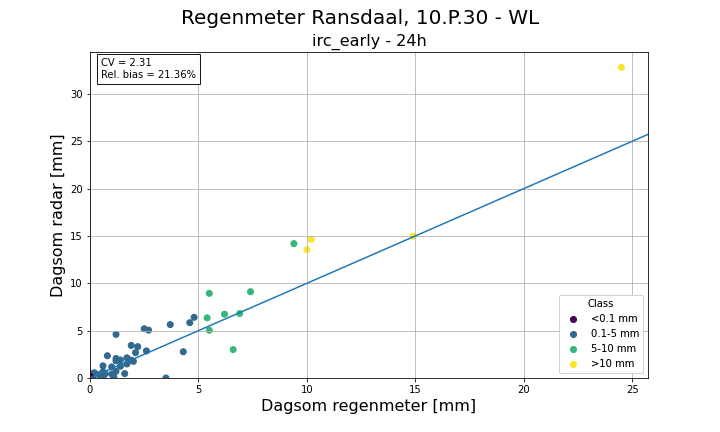 Regenmeter Ransdaal, 10.P.30 - WL
irc_early - 24h
CV = 2.31
Rel. bias = 21.36%
30
25
20
15
10
5
0
Dagsom radar [mm]
0 5 10 15 20 25
Dagsom regenmeter [mm]
Class
<0.1 mm
0.1-5 mm
5-10 mm
>10 mm